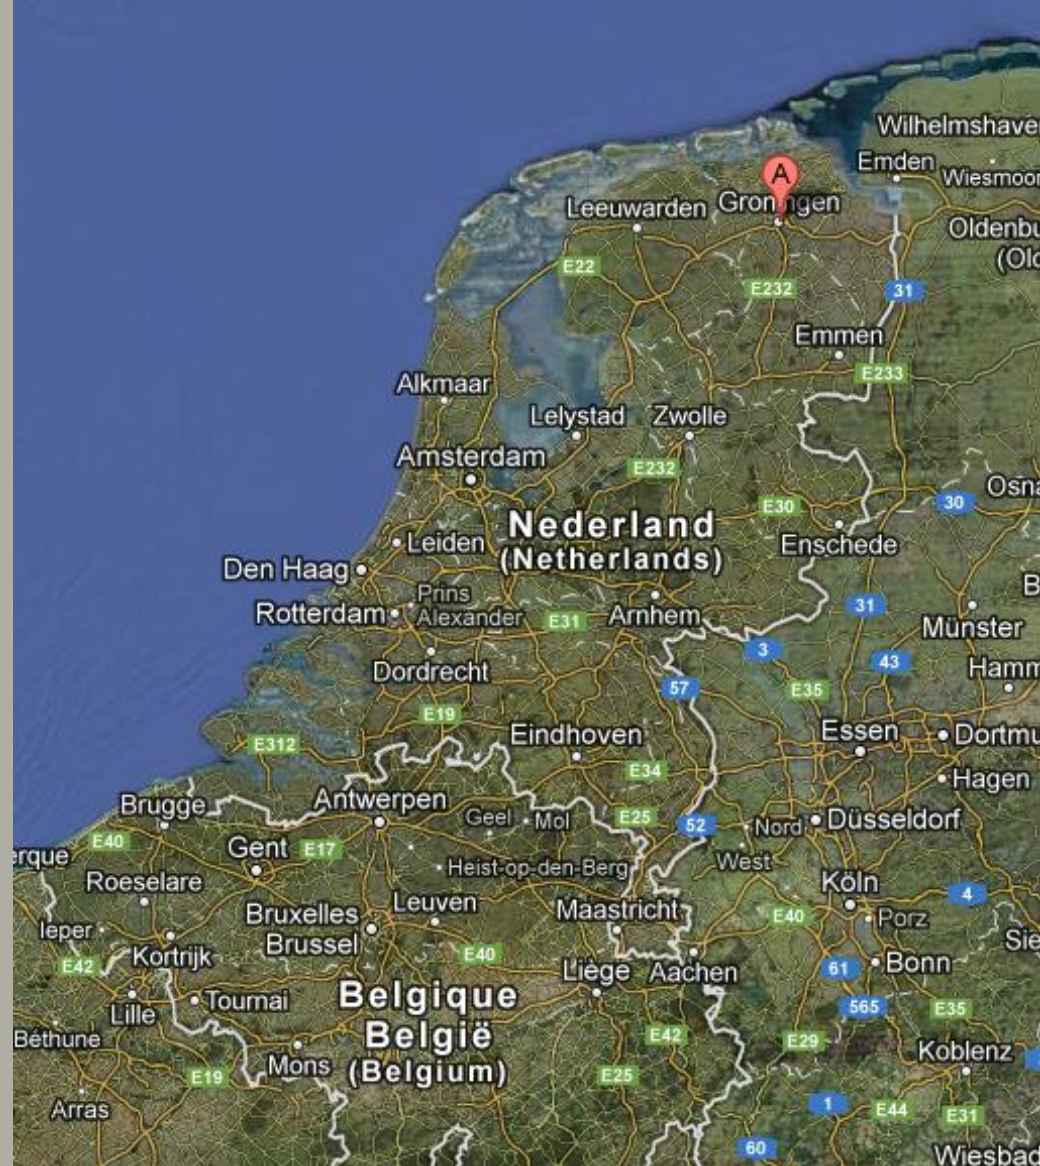 Wilhelmshave
Emden
Wiesmoor
A
Leeuwarden
Groningen
Oldenbu
(Old
E22
E232
31
Emmen
E233
Alkmaar
Lelystad
Zwolle
Amsterdam
E232
Osna
30
E30
Nederland
(Netherlands)
Leiden
Enschede
Den Haag
B
Prins
Alexander
Rotterdam
E31
Arnhem
31
Münster
3
43
Dordrecht
Hamm
57
E35
E19
Eindhoven
Essen
Dortmu
E312
E34
Hagen
Brugge
Antwerpen
Geel
Mol
E25
52
Nord
Düsseldorf
E40
Gent
E17
erque
West
Heist-op-den-Berg
Roeselare
Köln
4
Bruxelles
Brussel
Leuven
Maastricht
E40
Porz
Ieper
Kortrijk
E40
Sie
E42
Liège
Aachen
61
Bonn
Belgique
België
(Belgium)
Tournai
Lille
565
E35
Béthune
E42
E29
Koblenz
Mons
E19
E25
Arras
1
E44
E31
60
Wiesbad